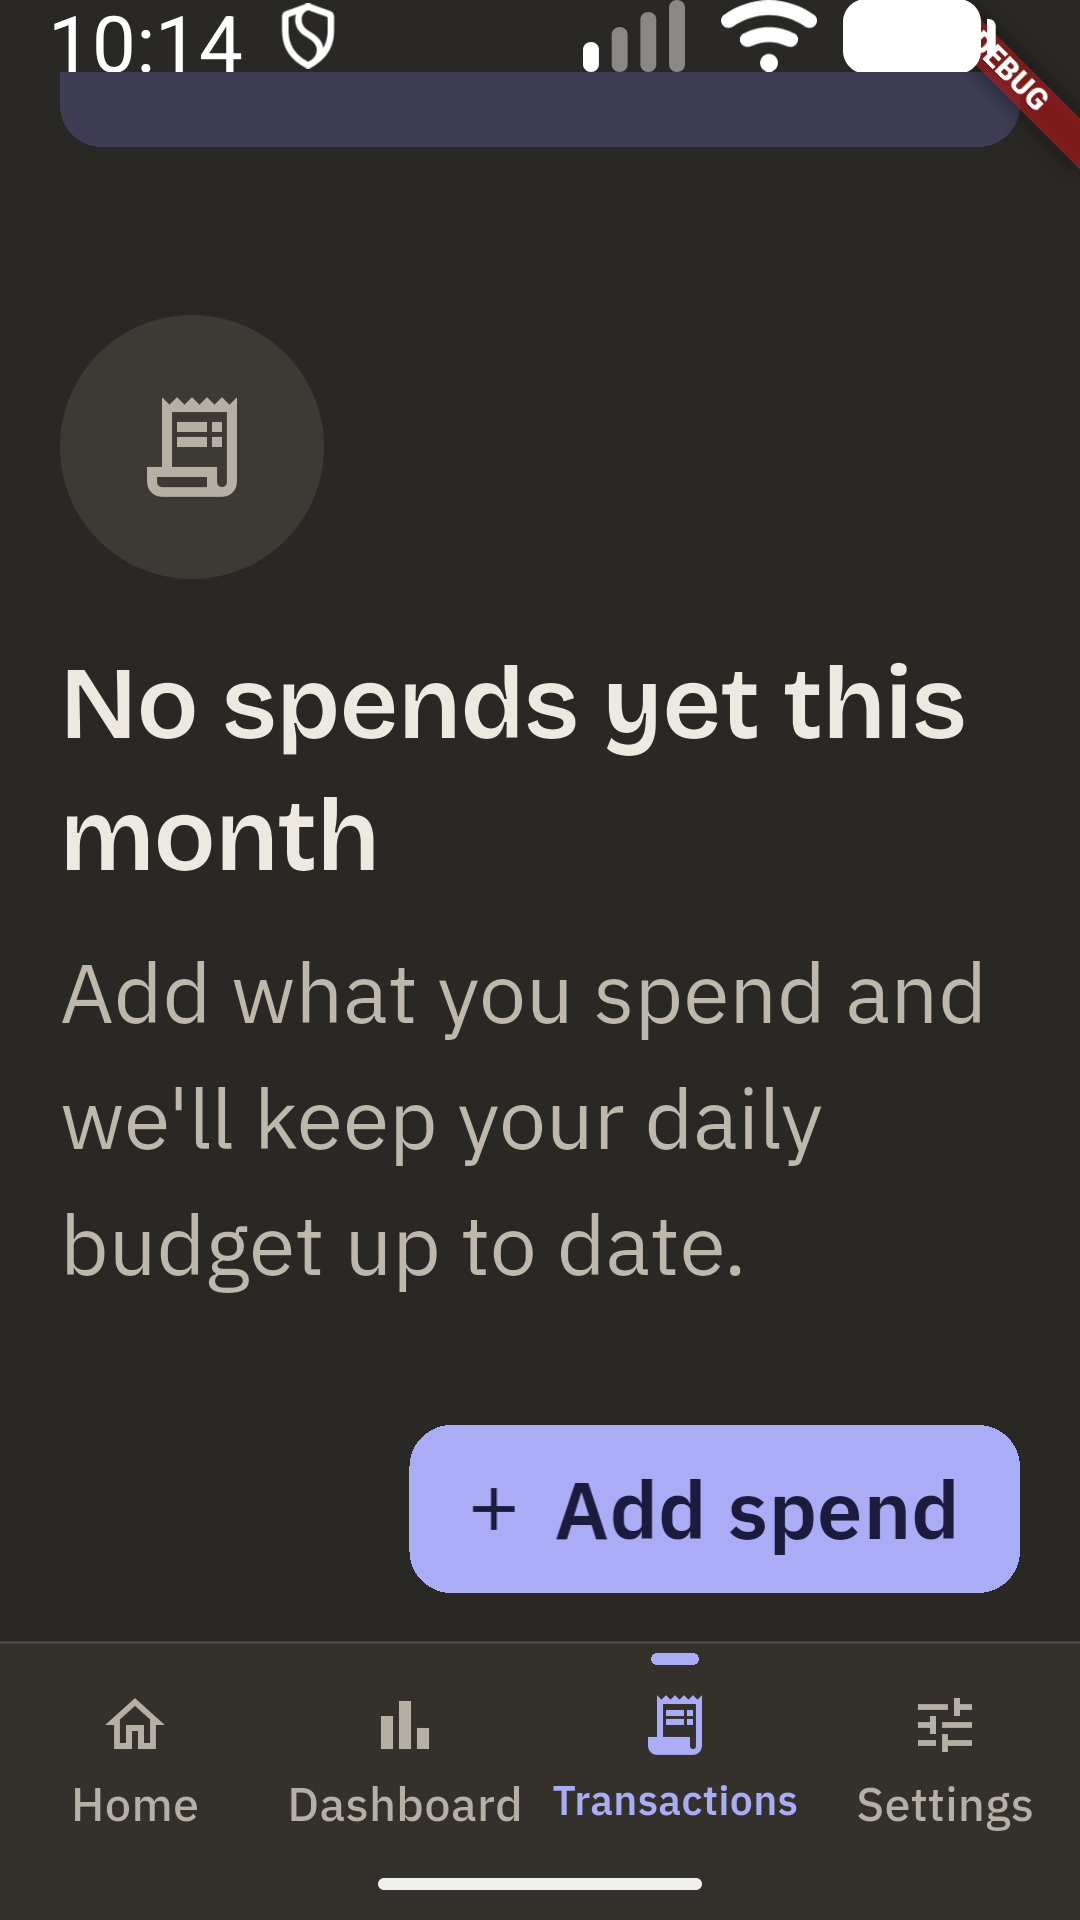 10:14
DEBUG
No spends yet this
month
Add what you spend and
we'll keep your daily
budget up to date.
+ Add spend
Home Dashboard Transactions Settings